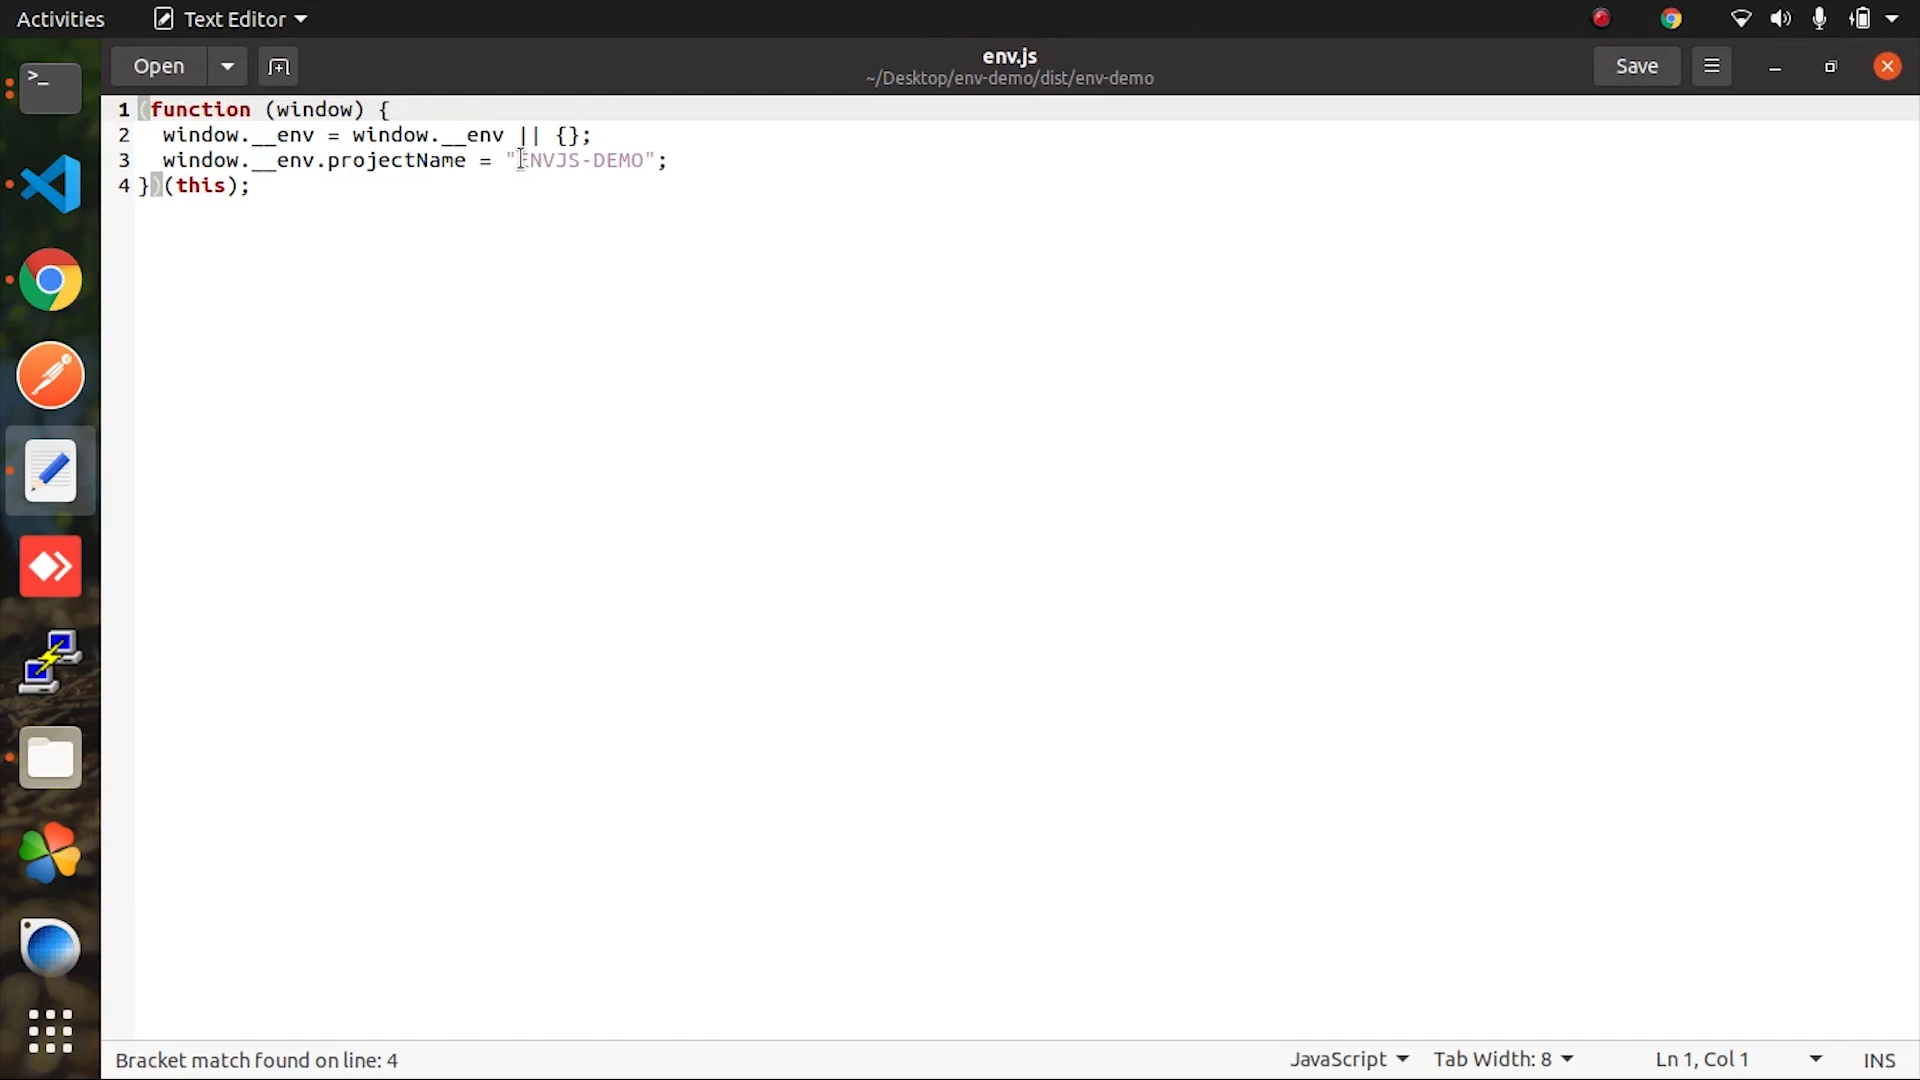 Activities Text Editor
Open env.js Save
~/Desktop/env-demo/dist/env-demo
1 (function (window) {
2 window.__env = window.__env || {};
3 window.__env.projectName = "ENVJS-DEMO";
4 })(this);
Bracket match found on line: 4 JavaScript Tab Width: 8 Ln 1, Col 1 INS